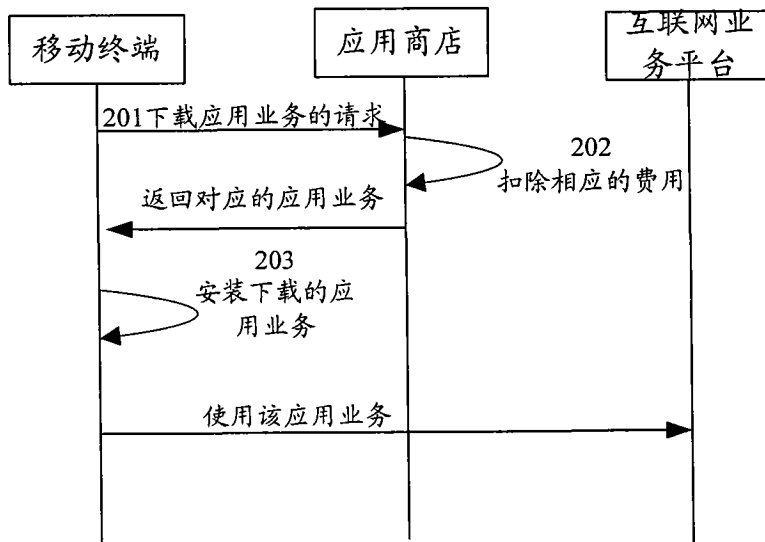 移动终端
应用商店
互联网业
务平台
201下载应用业务的请求
202
扣除相应的费用
返回对应的应用业务
203
安装下载的应
用业务
使用该应用业务